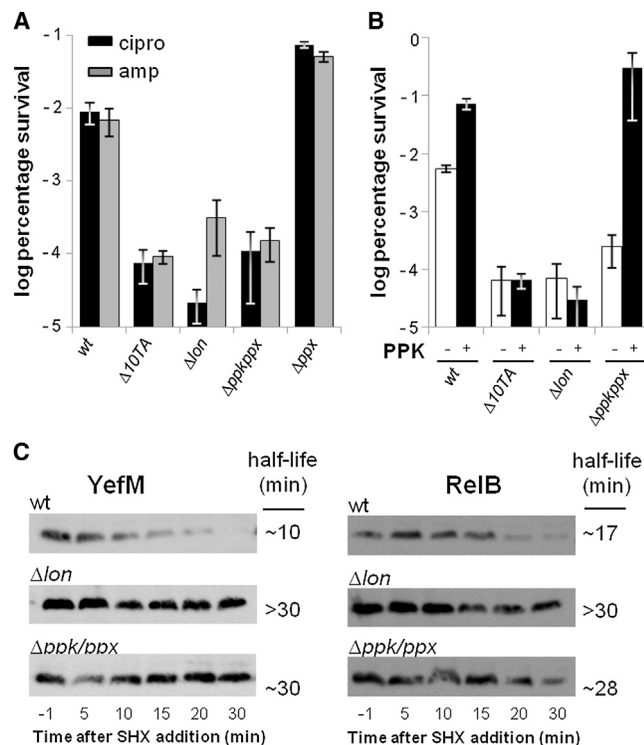 A
-1
-2
-3
-4
-5
log percentage survival
cipro
amp
wt
Δ10TA
Δlon
Δppkppx
Δppx
B
0
-1
-2
-3
-4
-5
log percentage survival
PPK - + - + - + - +
wt
Δ10TA
Δlon
Δppkppx
C
YefM
half-life
(min)
wt
~10
Δlon
>30
Δppk/ppx
~30
-1 5 10 15 20 30
Time after SHX addition (min)
RelB
half-life
(min)
wt
~17
Δlon
>30
Δppk/ppx
~28
-1 5 10 15 20 30
Time after SHX addition (min)